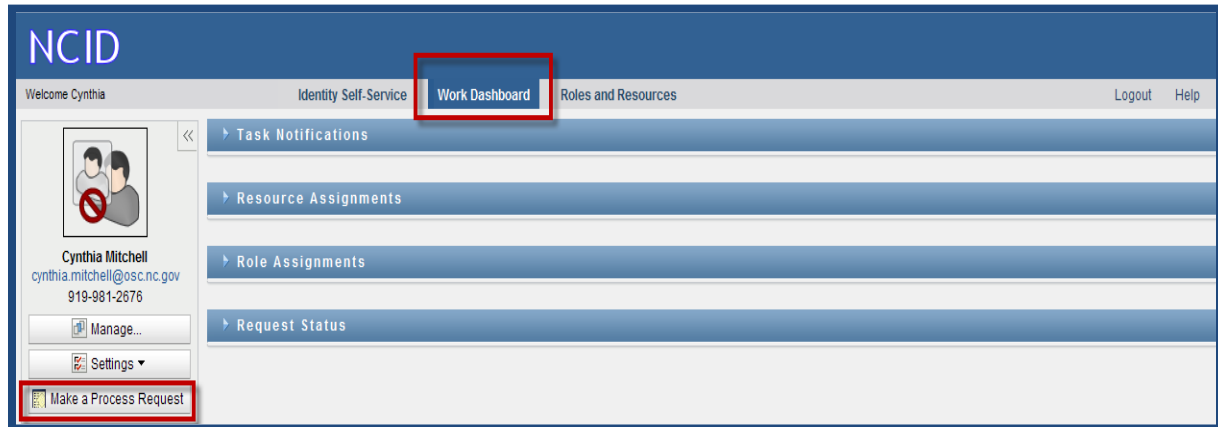 NCID
Welcome Cynthia
Identity Self-Service Work Dashboard Roles and Resources Logout Help
Task Notifications
Resource Assignments
Role Assignments
Request Status
Cynthia Mitchell
cynthia.mitchell@osc.nc.gov
919-981-2676
Manage...
Settings
Make a Process Request